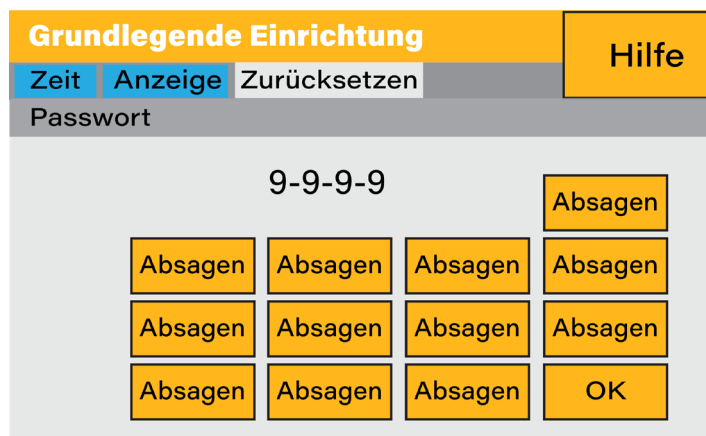 Grundlegende Einrichtung
Hilfe
Zeit Anzeige Zurücksetzen
Passwort
9-9-9-9
Absagen
Absagen Absagen Absagen Absagen
Absagen Absagen Absagen Absagen
Absagen Absagen Absagen OK